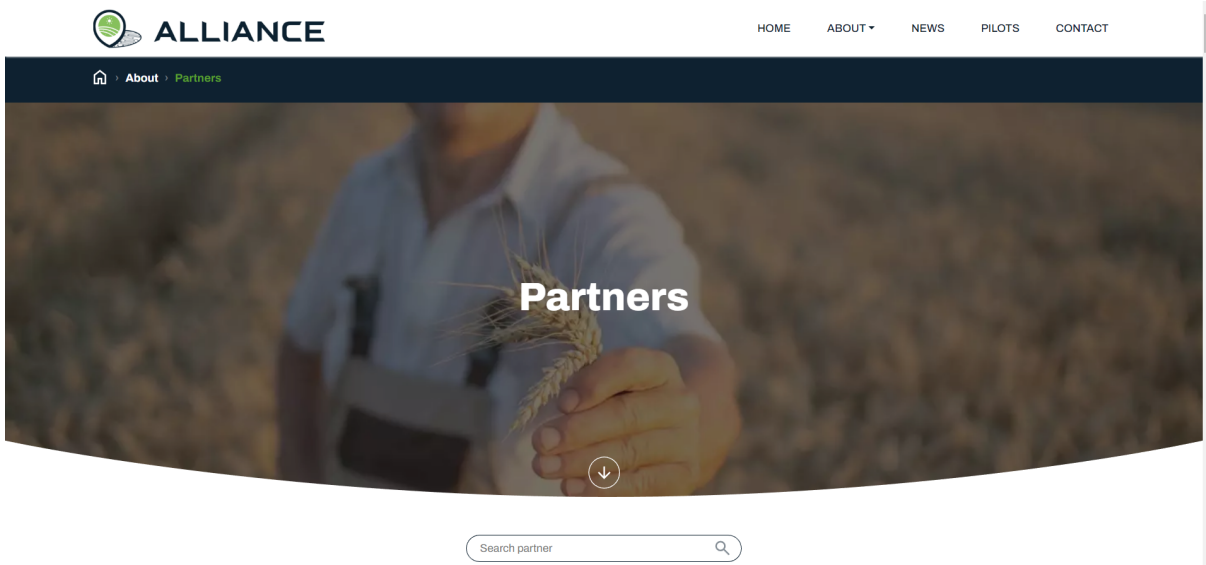 ALLIANCE
HOME ABOUT NEWS PILOTS CONTACT
About › Partners
Partners
Search partner